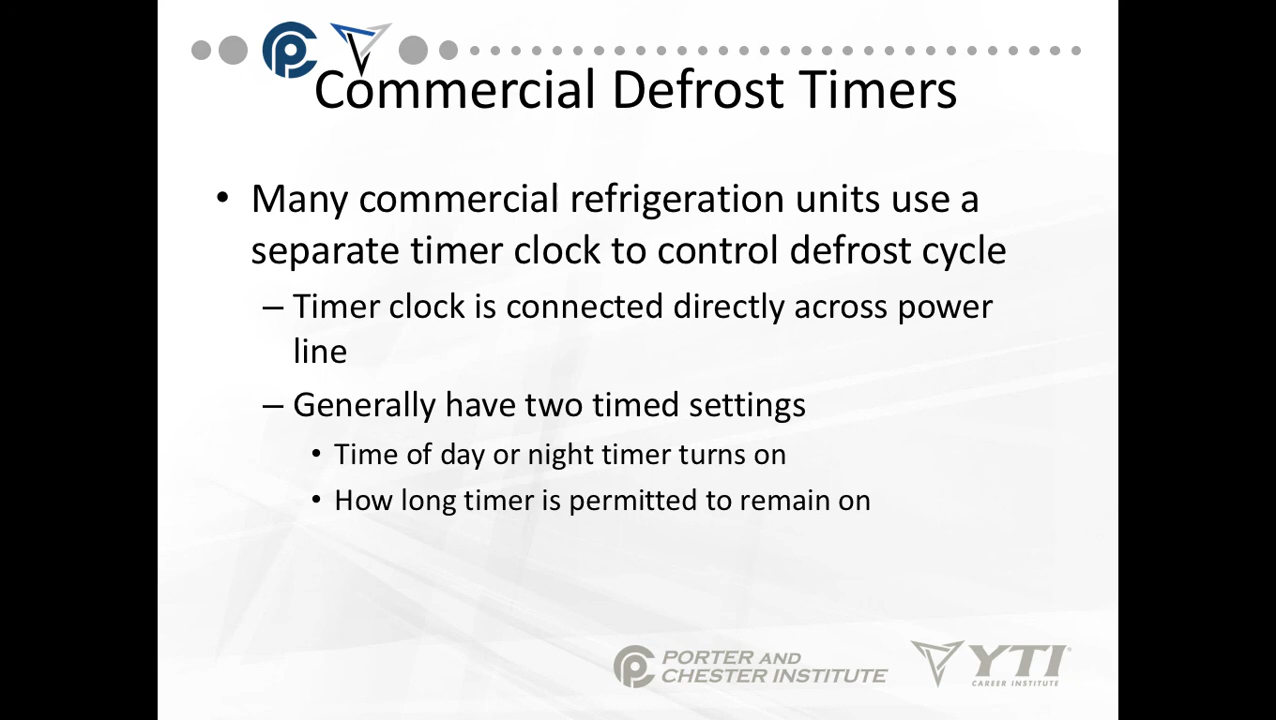 Commercial Defrost Timers
• Many commercial refrigeration units use a
separate timer clock to control defrost cycle
– Timer clock is connected directly across power
line
– Generally have two timed settings
• Time of day or night timer turns on
• How long timer is permitted to remain on
PORTER AND
CHESTER INSTITUTE
YTI
CAREER INSTITUTE